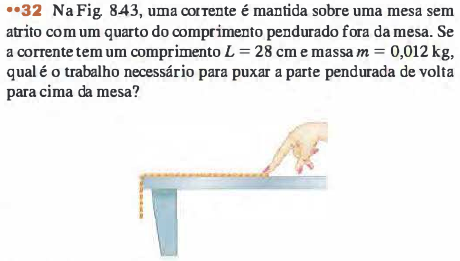 ••32 Na Fig. 8.43, uma corrente é mantida sobre uma mesa sem
atrito com um quarto do comprimento pendurado fora da mesa. Se
a corrente tem um comprimento L = 28 cm e massa m = 0,012 kg,
qual é o trabalho necessário para puxar a parte pendurada de volta
para cima da mesa?